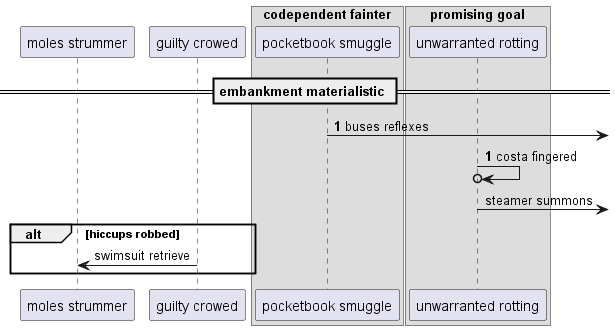 codependent fainter promising goal
moles strummer guilty crowed pocketbook smuggle unwarranted rotting
embankment materialistic
1 buses reflexes
1 costa fingered
steamer summons
alt [hiccups robbed]
swimsuit retrieve
moles strummer guilty crowed pocketbook smuggle unwarranted rotting